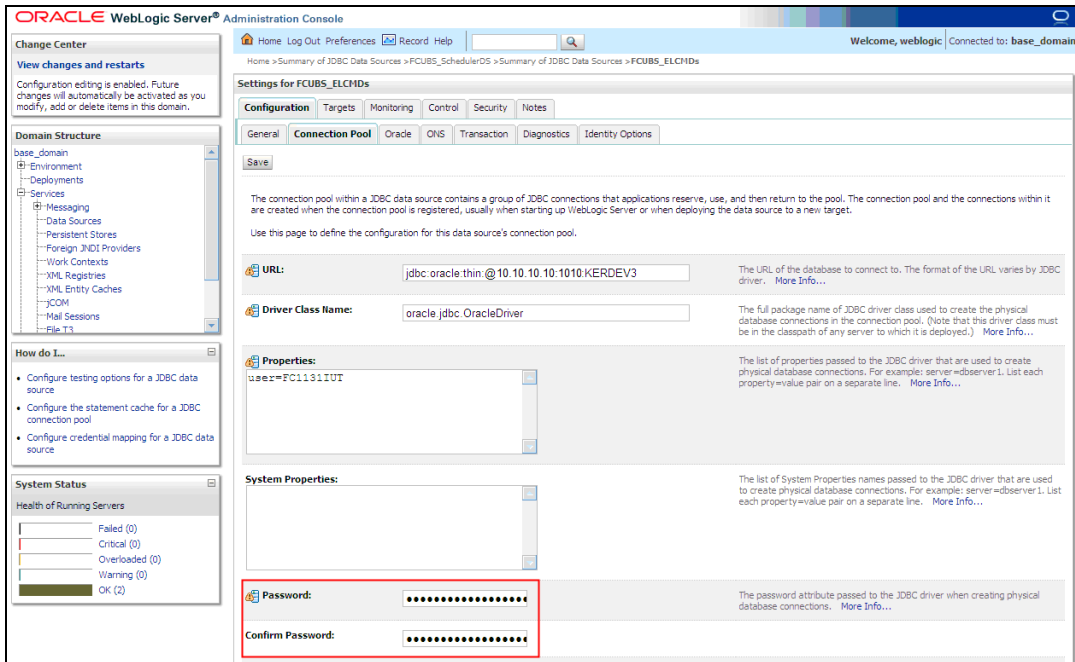 ORACLE WebLogic Server® Administration Console
Change Center
View changes and restarts
Configuration editing is enabled. Future
changes will automatically be activated as you
modify, add or delete items in this domain.
Domain Structure
base_domain
Environment
Deployments
Services
Messaging
Data Sources
Persistent Stores
Foreign JNDI Providers
Work Contexts
XML Registries
XML Entity Caches
jCOM
Mail Sessions
File T3
How do I...
Configure testing options for a JDBC data
source
Configure the statement cache for a JDBC
connection pool
Configure credential mapping for a JDBC data
source
System Status
Health of Running Servers
Failed (0)
Critical (0)
Overloaded (0)
Warning (0)
OK (2)
Home Log Out Preferences Record Help
Welcome, weblogic Connected to: base_domain
Home >Summary of JDBC Data Sources >FCUBS_SchedulerDS >Summary of JDBC Data Sources >FCUBS_ELCMDs
Settings for FCUBS_ELCMDs
Configuration Targets Monitoring Control Security Notes
General Connection Pool Oracle ONS Transaction Diagnostics Identity Options
Save
The connection pool within a JDBC data source contains a group of JDBC connections that applications reserve, use, and then return to the pool. The connection pool and the connections within it
are created when the connection pool is registered, usually when starting up WebLogic Server or when deploying the data source to a new target.
Use this page to define the configuration for this data source's connection pool.
URL:
jdbc:oracle:thin:@10.10.10.10:1010:KERDEV3
The URL of the database to connect to. The format of the URL varies by JDBC
driver. More Info...
Driver Class Name:
oracle.jdbc.OracleDriver
The full package name of JDBC driver class used to create the physical
database connections in the connection pool. (Note that this driver class must
be in the classpath of any server to which it is deployed.) More Info...
Properties:
user=FC1131IUT
The list of properties passed to the JDBC driver that are used to create
physical database connections. For example: server=dbserver1. List each
property=value pair on a separate line. More Info...
System Properties:
The list of System Properties names passed to the JDBC driver that are used
to create physical database connections. For example: server=dbserver1. List
each property=value pair on a separate line. More Info...
Password:
The password attribute passed to the JDBC driver when creating physical
database connections. More Info...
Confirm Password: